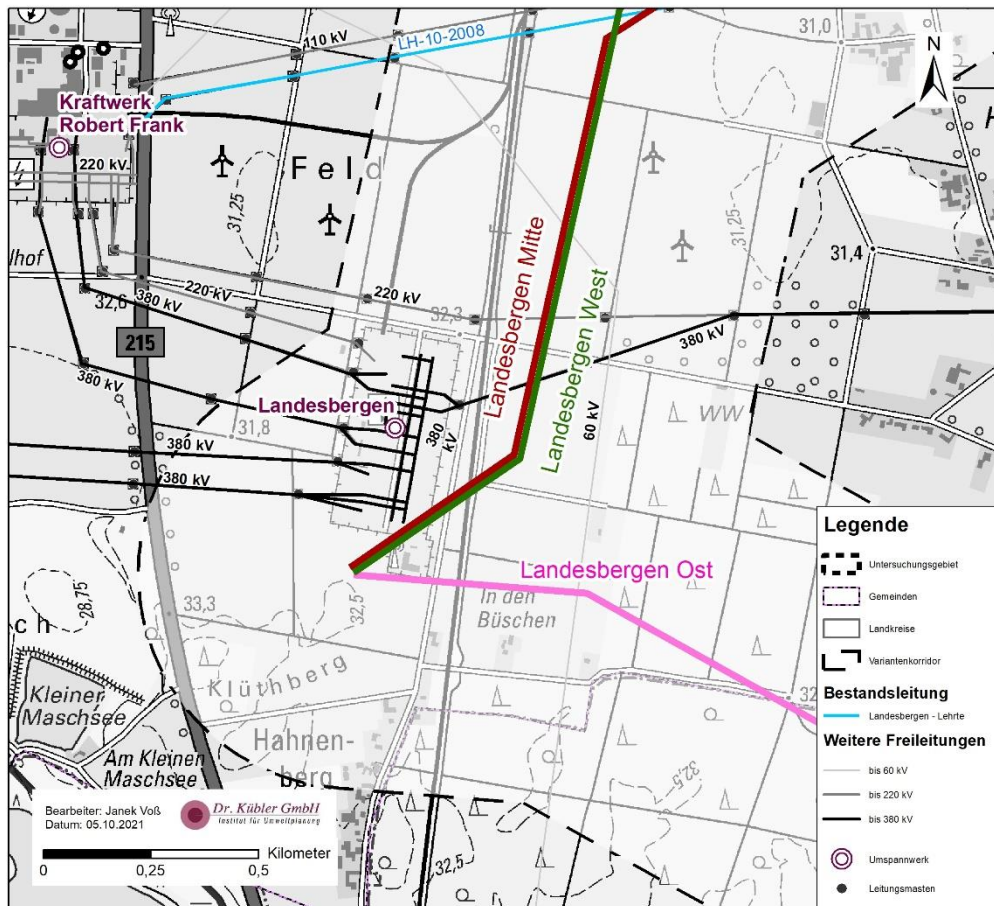 110 kV
LH-10-2008
31,0
N
Kraftwerk
Robert Frank
220 kV
31,25
Feld
31,25
lhof
32,6
380 kV
220 kV
220 kV
32,3
31,4
H
215
380 kV
Landesbergen
31,8
380 kV
380 kV
380 kV
380 kV
60 kV
WW
Landesbergen Mitte
Landesbergen West
Landesbergen Ost
28,75
33,3
32,5
In den
Büschen
ch
Klüthberg
Kleiner
Maschsee
Am Kleinen
Maschsee
Hahnen-
berg
32,5
32,5
32
Legende
Untersuchungsgebiet
Gemeinden
Landkreise
Variantenkorridor
Bestandsleitung
Landesbergen - Lehrte
Weitere Freileitungen
bis 60 kV
bis 220 kV
bis 380 kV
Umspannwerk
Leitungsmasten
Bearbeiter: Janek Voß
Datum: 05.10.2021
Dr. Kübler GmbH
Institut für Umweltplanung
Kilometer
0 0,25 0,5